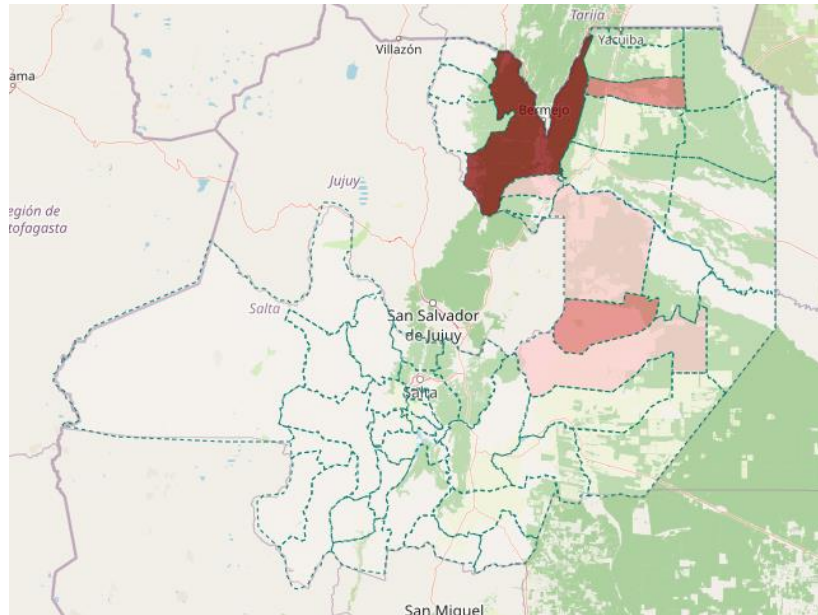 Tarija
Villazón
Yacuiba
ama
Bermejo
Jujuy
egión de
tofagasta
Salta
San Salvador
de Jujuy
Salta
San Miguel